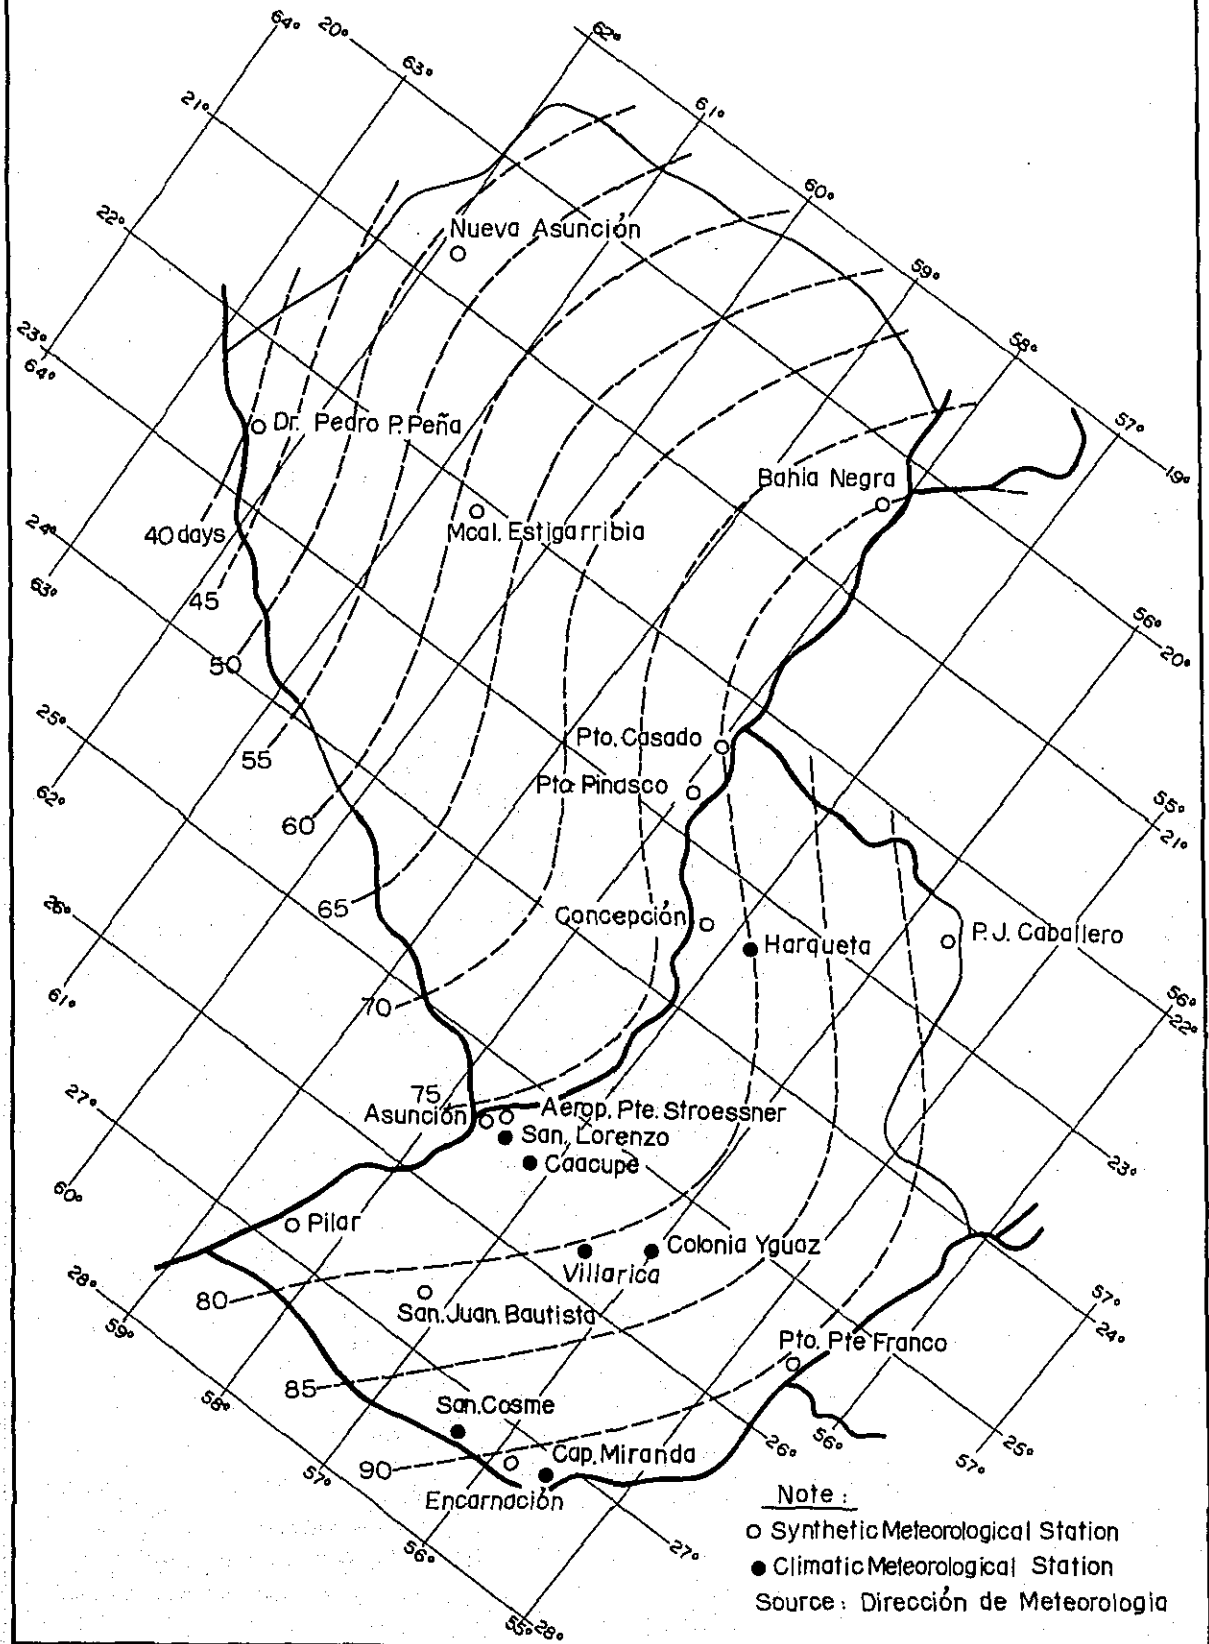 64° 20°
62°
63°
21°
61°
60°
22°
Nueva Asunción
59°
23°
64°
58°
Dr. Pedro P. Peña
57°
19°
Bahia Negra
40 days
Mcal. Estigarribia
24°
63°
45
56°
20°
50
25°
Pto. Casado
55
Pto. Pinasco
62°
55°
21°
60
26°
65
Concepción
Harqueta
P. J. Caballero
61°
70
56°
22°
75
27°
Asunción
Aerop. Pte. Stroessner
San. Lorenzo
Caacupe
23°
60°
Pilar
Colonia Yguaz
Villarica
28°
80
59°
San. Juan. Bautista
57°
24°
Pto. Pte Franco
85
58°
San. Cosme
26°
56°
25°
57°
90
Cap. Miranda
57°
Encarnación
56°
27°
55° 28°
Note :
○ Synthetic Meteorological Station
● Climatic Meteorological Station
Source : Dirección de Meteorologia